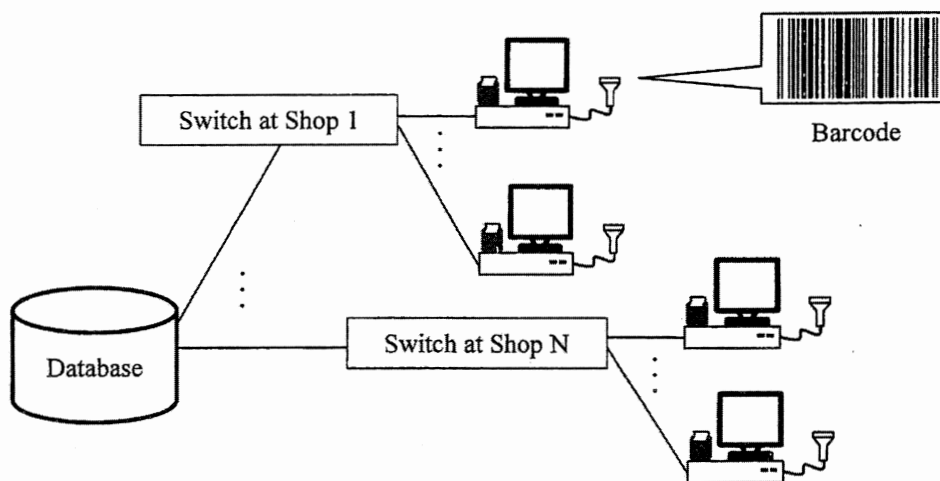 Switch at Shop 1
Barcode
Switch at Shop N
Database